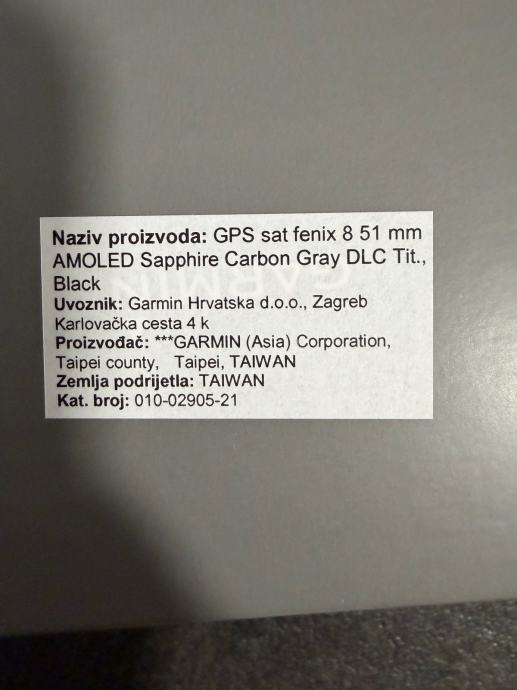 Naziv proizvoda: GPS sat fenix 8 51 mm
AMOLED Sapphire Carbon Gray DLC Tit.,
Black
Uvoznik: Garmin Hrvatska d.o.o., Zagreb
Karlovačka cesta 4 k
Proizvođač: ***GARMIN (Asia) Corporation,
Taipei county, Taipei, TAIWAN
Zemlja podrijetla: TAIWAN
Kat. broj: 010-02905-21
GARMIN